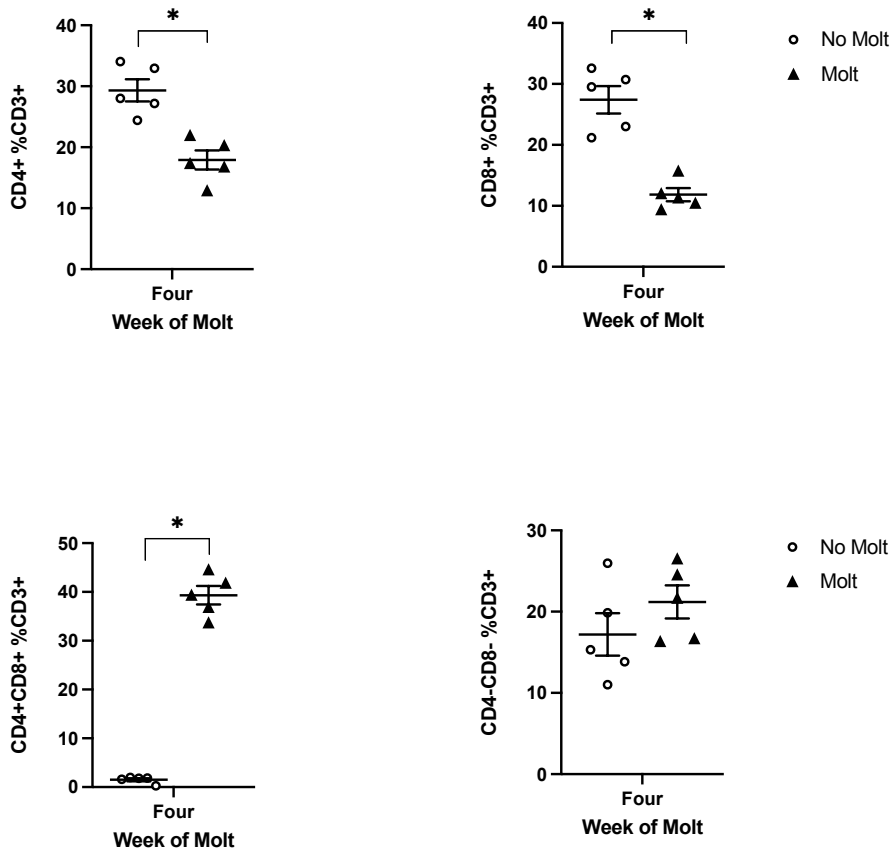 CD4+ %CD3+
40
30
20
10
0
*
Four
Week of Molt
CD8+ %CD3+
40
30
20
10
0
*
Four
Week of Molt
No Molt
Molt
CD4+CD8+ %CD3+
50
40
30
20
10
0
*
Four
Week of Molt
CD4-CD8- %CD3+
30
20
10
0
Four
Week of Molt
No Molt
Molt